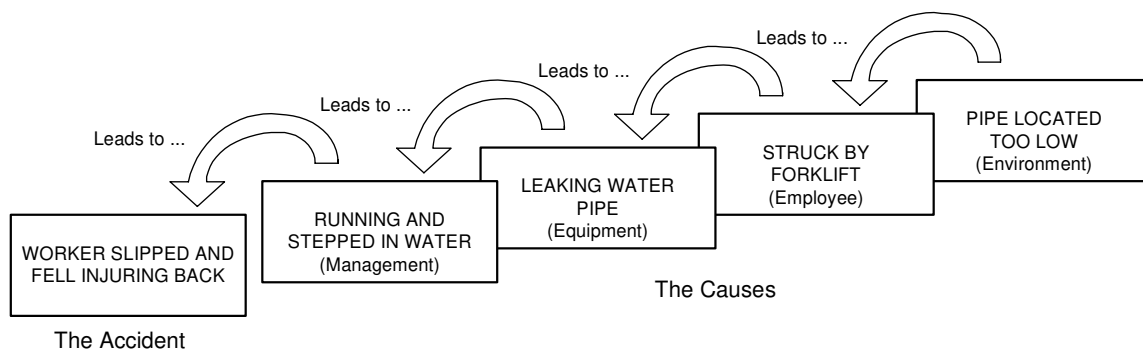 Leads to ...
Leads to ...
Leads to ...
Leads to ...
PIPE LOCATED
TOO LOW
(Environment)
STRUCK BY
FORKLIFT
(Employee)
LEAKING WATER
PIPE
(Equipment)
RUNNING AND
STEPPED IN WATER
(Management)
WORKER SLIPPED AND
FELL INJURING BACK
The Causes
The Accident